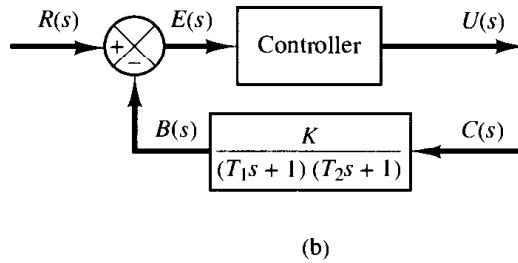 R(s) E(s) U(s)
+
−
Controller
B(s) C(s)
K
(T₁s + 1) (T₂s + 1)
(b)